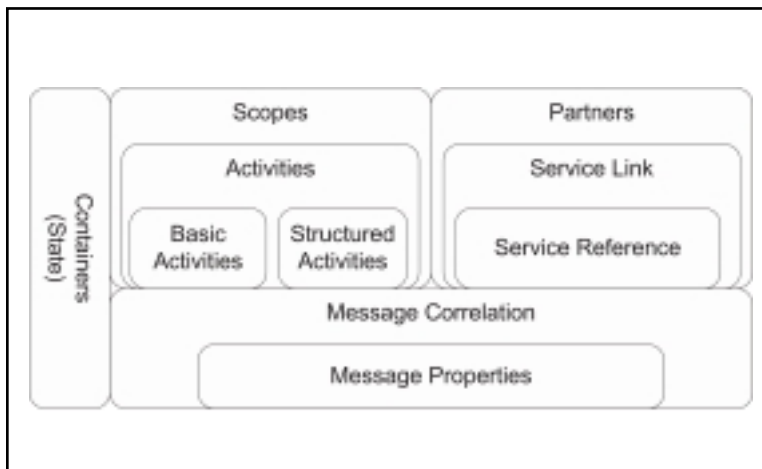 Containers
(State)
Scopes
Activities
Basic
Activities
Structured
Activities
Partners
Service Link
Service Reference
Message Correlation
Message Properties